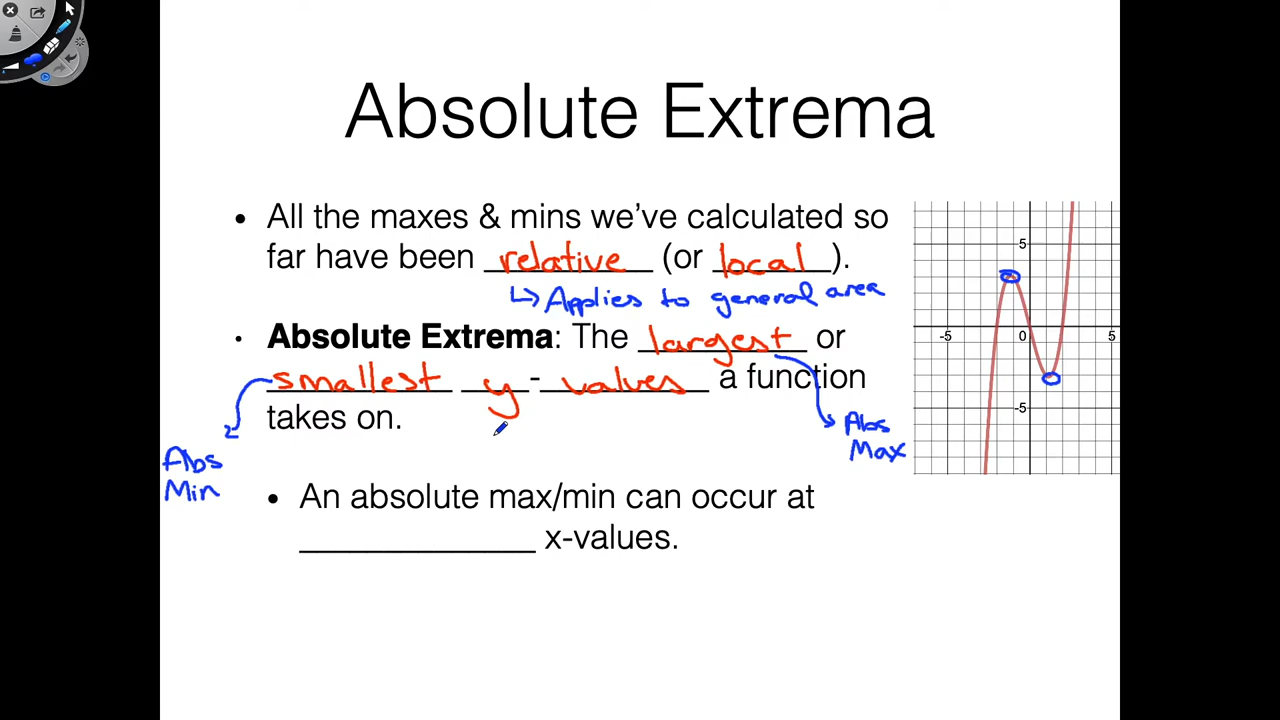 Absolute Extrema
• All the maxes & mins we've calculated so
far have been relative (or local).
↳ Applies to general area
• Absolute Extrema: The largest or
smallest y-values a function
takes on.
Abs
Max
Abs
Min
• An absolute max/min can occur at
______________ x-values.
5
-5
0
5
-5